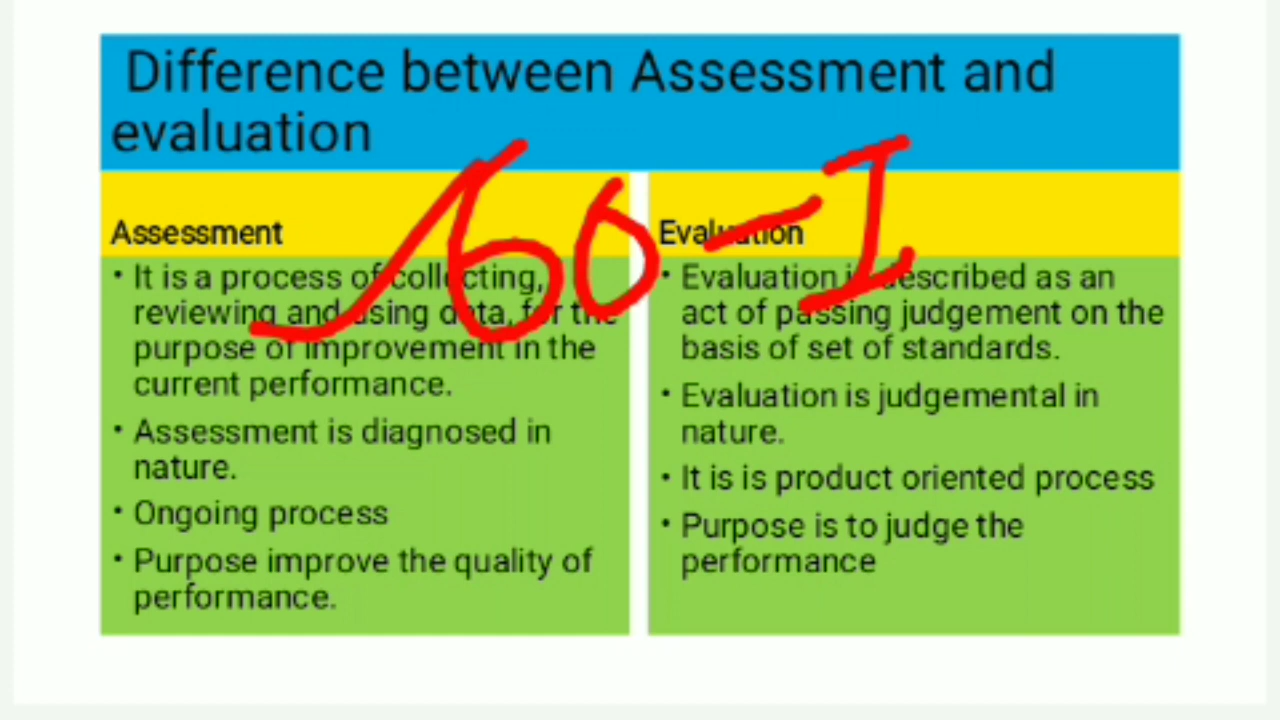 Difference between Assessment and
evaluation
Assessment
• It is a process of collecting,
reviewing and using data, for the
purpose of improvement in the
current performance.
• Assessment is diagnosed in
nature.
• Ongoing process
• Purpose improve the quality of
performance.
Evaluation
• Evaluation is described as an
act of passing judgement on the
basis of set of standards.
• Evaluation is judgemental in
nature.
• It is is product oriented process
• Purpose is to judge the
performance